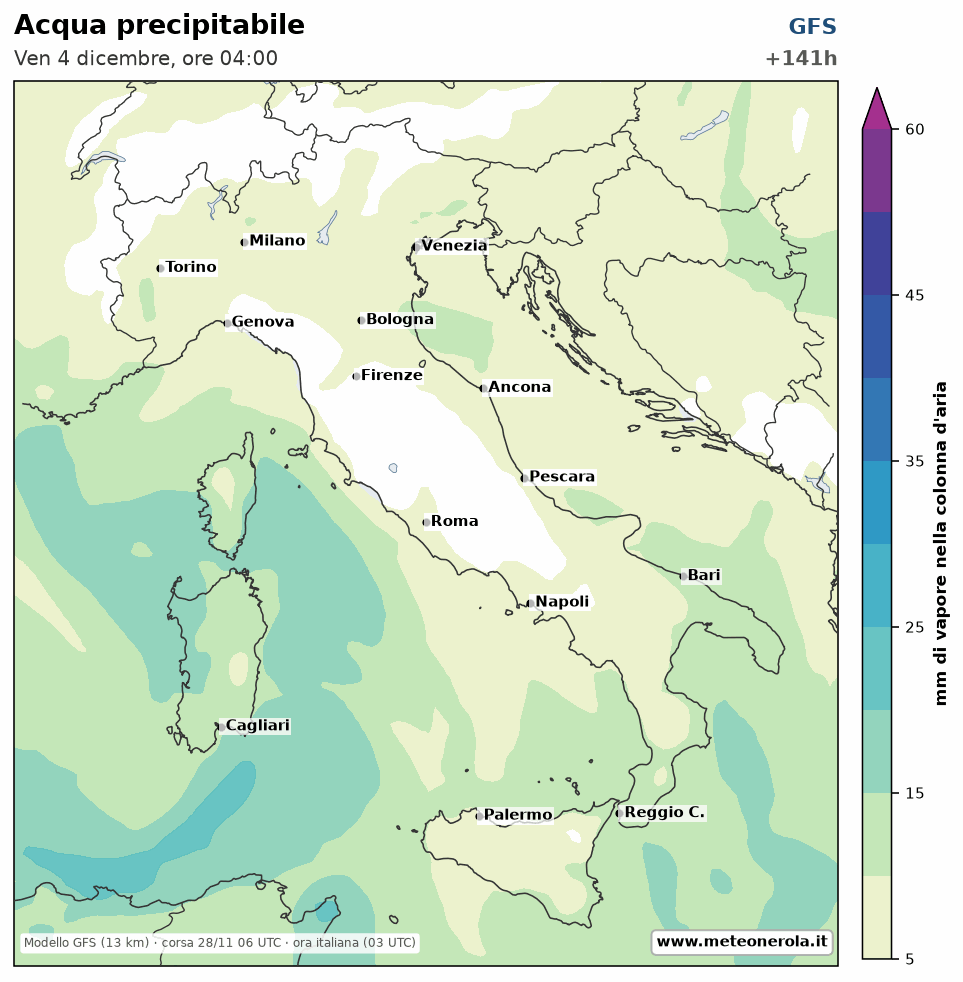 Acqua precipitabile
GFS
Ven 4 dicembre, ore 04:00
+141h
60
Milano
Venezia
Torino
45
Genova
Bologna
Firenze
Ancona
35
Pescara
Roma
mm di vapore nella colonna d'aria
Bari
Napoli
25
Cagliari
15
Palermo
Reggio C.
Modello GFS (13 km) · corsa 28/11 06 UTC · ora italiana (03 UTC)
www.meteonerola.it
5